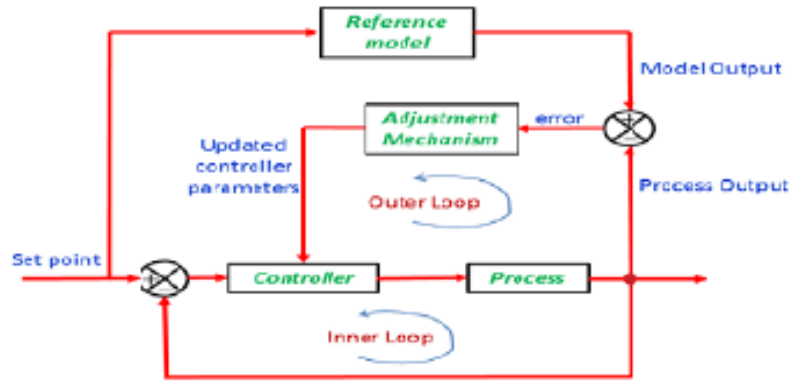 Reference
model
Model Output
Adjustment
Mechanism
error
Updated
controller
parameters
Process Output
Outer Loop
Set point
Controller
Process
Inner Loop